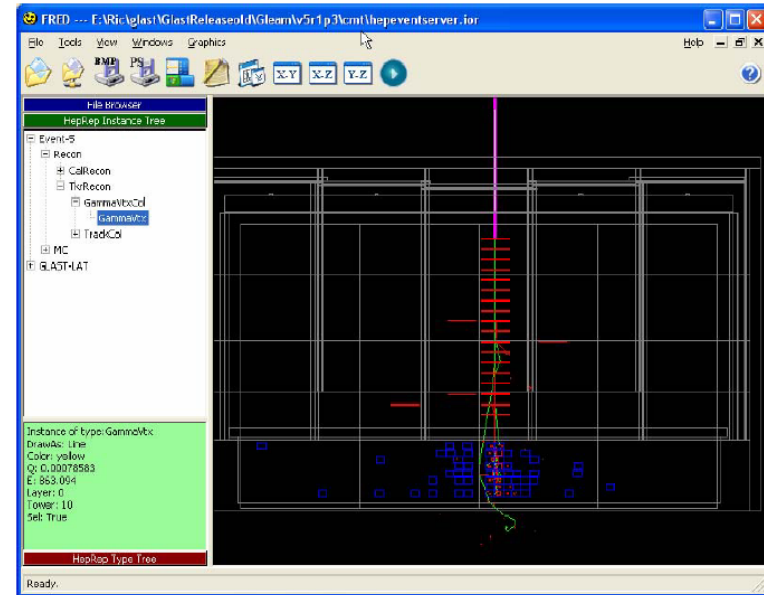 FRED --- E:\Ric\glast\GlastReleaseold\Gleam\v5r1p3\cmt\hepeventserver.ior
File Tools View Windows Graphics Help
BMP PS X-Y X-Z Y-Z
File Browser
HepRep Instance Tree
Event-5
Recon
CalRecon
TkrRecon
GammaVtxCol
GammaVtx
TrackCol
MC
GLAST-LAT
Instance of type: GammaVtx
DrawAs: Line
Color: yellow
Q: 0.00078583
E: 863.094
Layer: 0
Tower: 10
Sel: True
HepRep Type Tree
Ready.